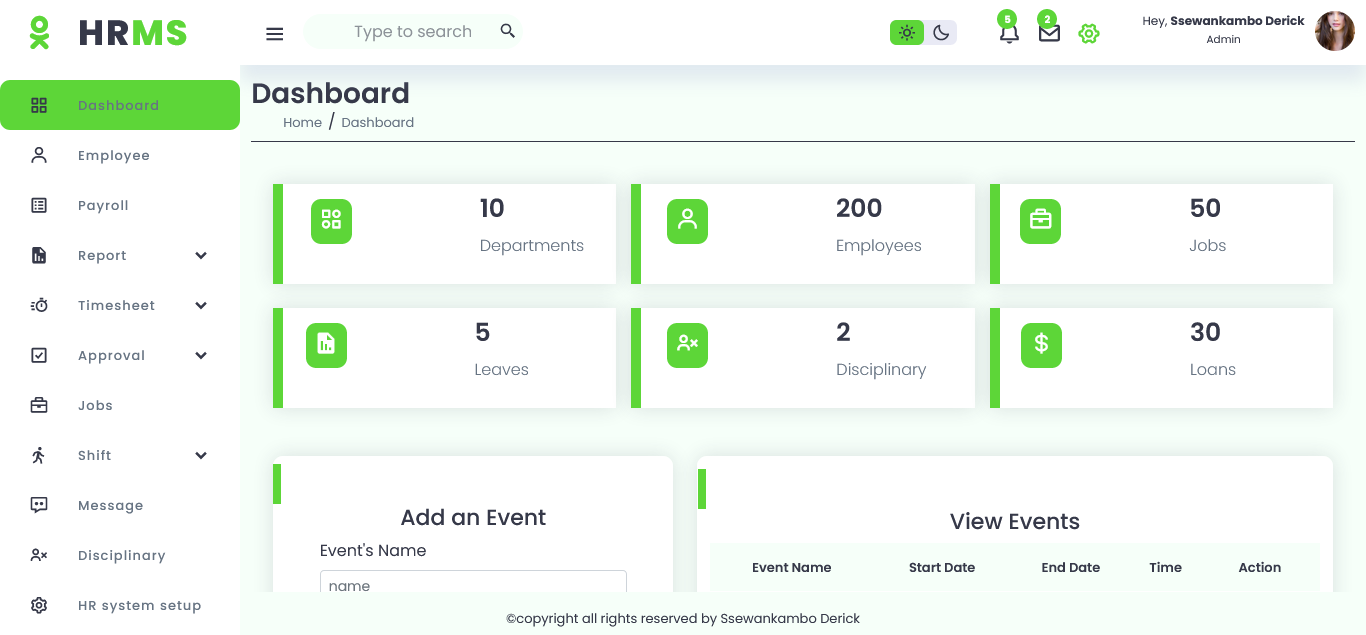 HRMS
Type to search
5
2
Hey, Ssewankambo Derick
Admin
Dashboard
Employee
Payroll
Report
Timesheet
Approval
Jobs
Shift
Message
Disciplinary
HR system setup
Dashboard
Home / Dashboard
10
Departments
200
Employees
50
Jobs
5
Leaves
2
Disciplinary
30
Loans
Add an Event
Event's Name
name
View Events
Event Name Start Date End Date Time Action
©copyright all rights reserved by Ssewankambo Derick